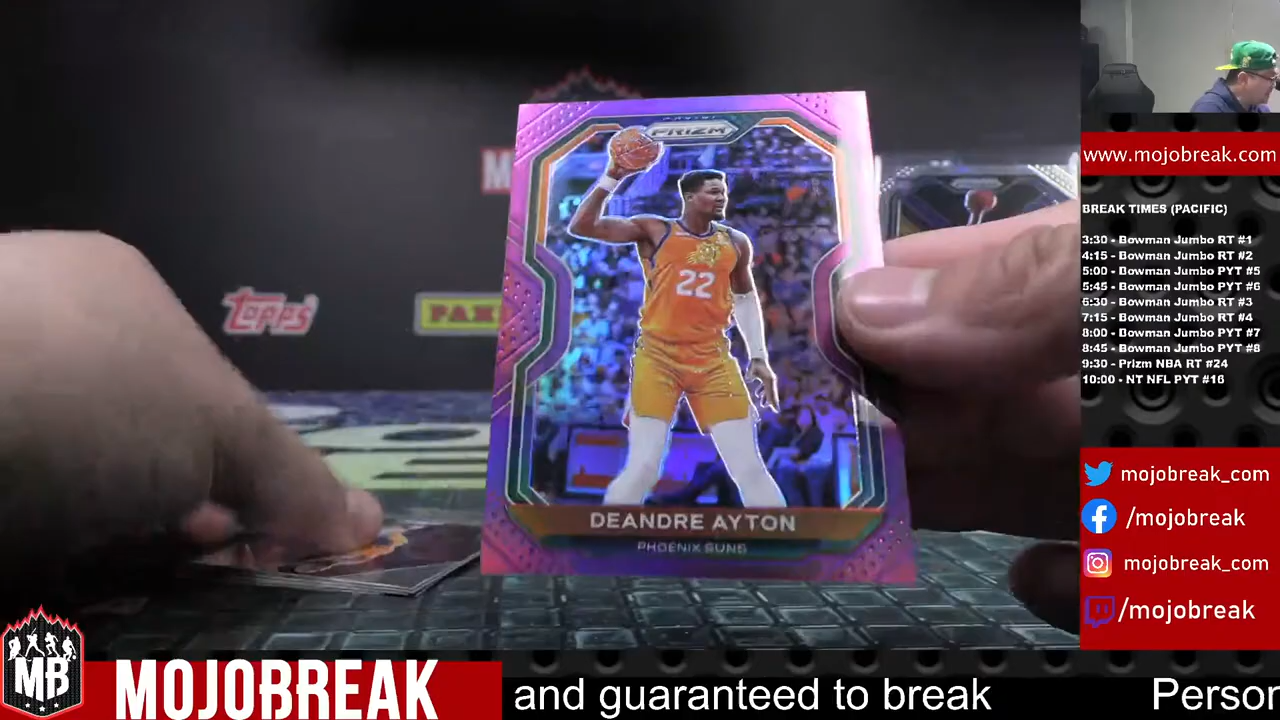 PRIZM
22
DEANDRE AYTON
PHOENIX SUNS
TOPPS
PAN
M
www.mojobreak.com
BREAK TIMES (PACIFIC)
3:30 - Bowman Jumbo RT #1
4:15 - Bowman Jumbo RT #2
5:00 - Bowman Jumbo PYT #5
5:45 - Bowman Jumbo PYT #6
6:30 - Bowman Jumbo RT #3
7:15 - Bowman Jumbo RT #4
8:00 - Bowman Jumbo PYT #7
8:45 - Bowman Jumbo PYT #8
9:30 - Prizm NBA RT #24
10:00 - NT NFL PYT #16
mojobreak_com
/mojobreak
mojobreak_com
/mojobreak
MB
MOJOBREAK
and guaranteed to break Person